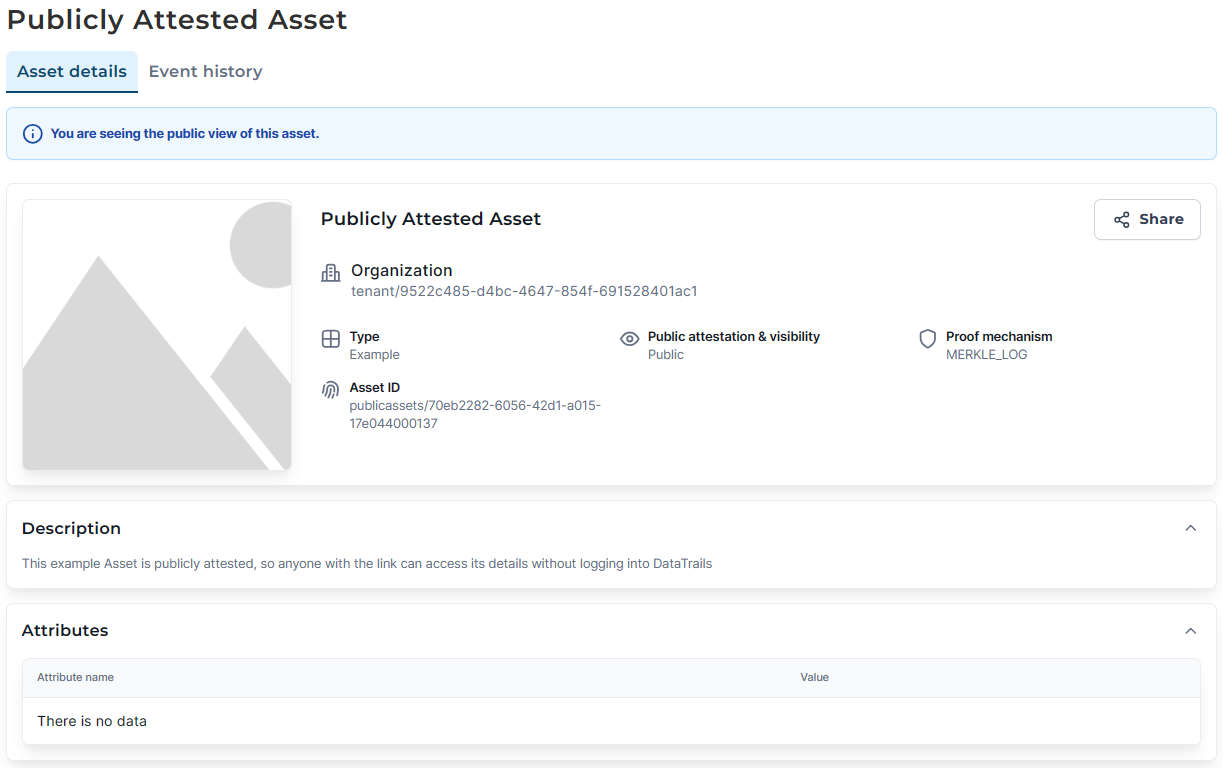 Publicly Attested Asset
Asset details
Event history
You are seeing the public view of this asset.
Publicly Attested Asset
Share
Organization
tenant/9522c485-d4bc-4647-854f-691528401ac1
Type
Example
Public attestation & visibility
Public
Proof mechanism
MERKLE_LOG
Asset ID
publicassets/70eb2282-6056-42d1-a015-
17e044000137
Description
This example Asset is publicly attested, so anyone with the link can access its details without logging into DataTrails
Attributes
Attribute name
Value
There is no data